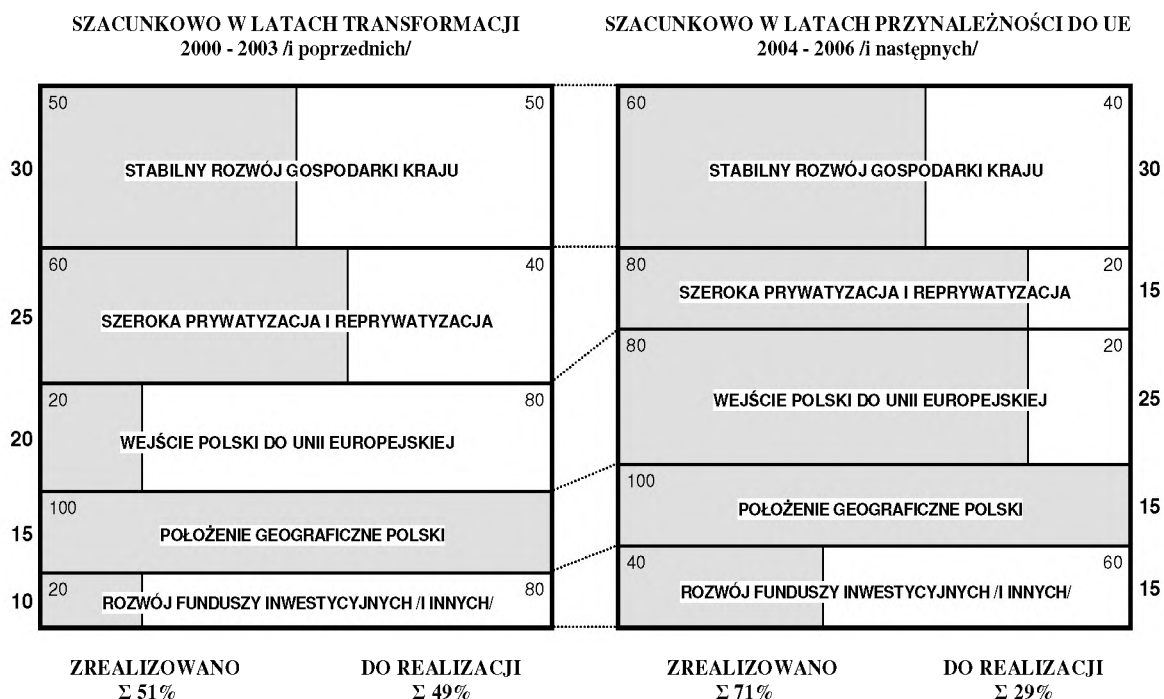 SZACUNKOWO W LATACH TRANSFORMACJI
2000 - 2003 /i poprzednich/
50
50
30
STABILNY ROZWÓJ GOSPODARKI KRAJU
60
40
25
SZEROKA PRYWATYZACJA I REPRYWATYZACJA
20
80
20
WEJŚCIE POLSKI DO UNII EUROPEJSKIEJ
100
15
POŁOŻENIE GEOGRAFICZNE POLSKI
20
80
10
ROZWÓJ FUNDUSZY INWESTYCYJNYCH /I INNYCH/
ZREALIZOWANO
Σ 51%
DO REALIZACJI
Σ 49%
SZACUNKOWO W LATACH PRZYNALEŻNOŚCI DO UE
2004 - 2006 /i następnych/
60
40
STABILNY ROZWÓJ GOSPODARKI KRAJU
30
80
20
SZEROKA PRYWATYZACJA I REPRYWATYZACJA
15
80
20
WEJŚCIE POLSKI DO UNII EUROPEJSKIEJ
25
100
POŁOŻENIE GEOGRAFICZNE POLSKI
15
40
60
ROZWÓJ FUNDUSZY INWESTYCYJNYCH /I INNYCH/
15
ZREALIZOWANO
Σ 71%
DO REALIZACJI
Σ 29%